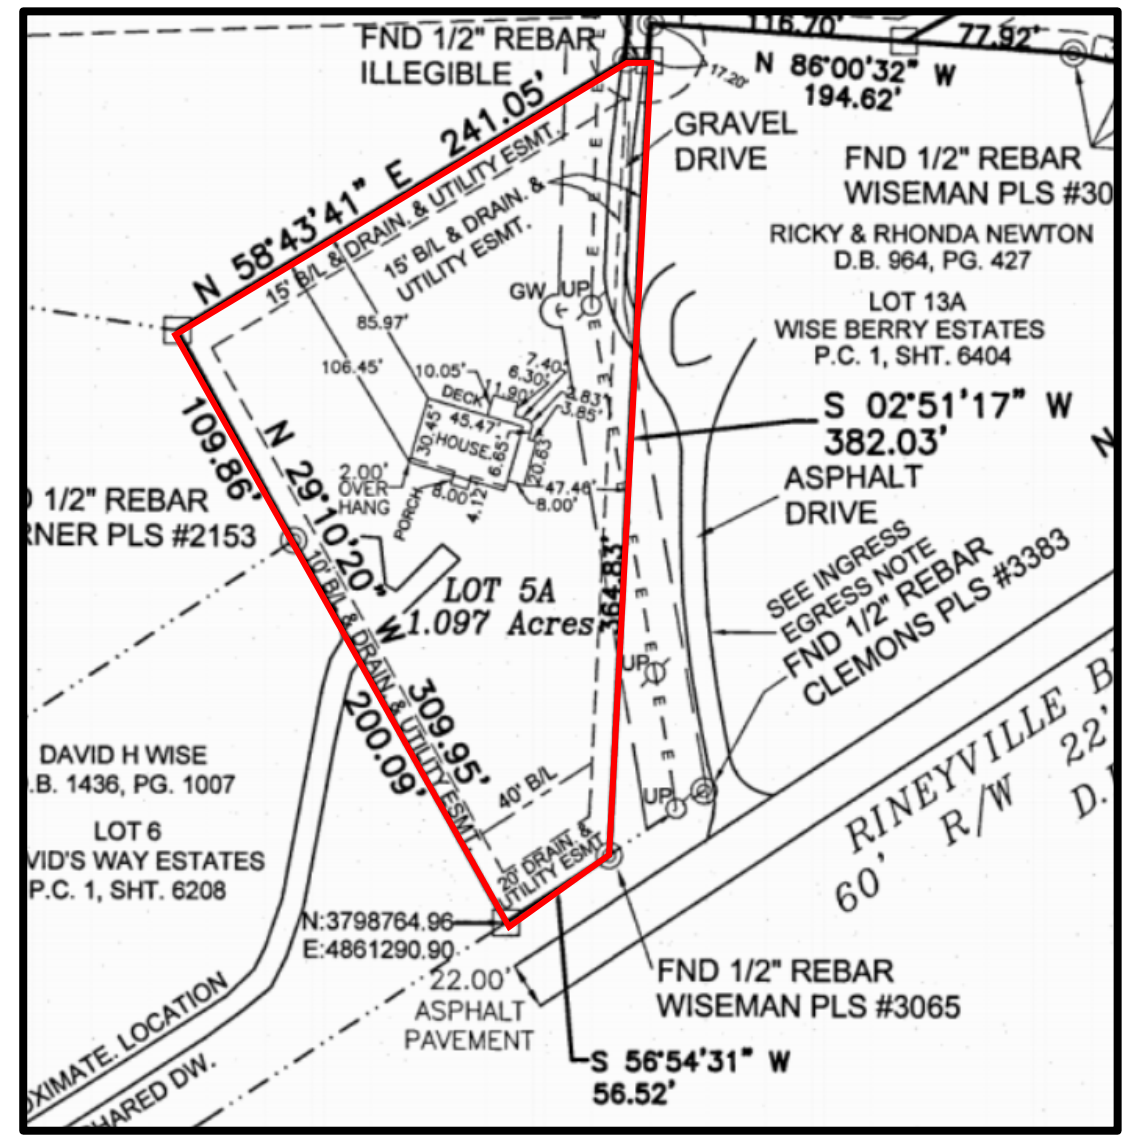 116.70'
77.92'
FND 1/2" REBAR
ILLEGIBLE
N 86°00'32" W
194.62'
17.20'
GRAVEL
DRIVE
241.05'
N 58°43'41" E
15' B/L & DRAIN. & UTILITY ESMT.
15' B/L & DRAIN. &
UTILITY ESMT.
FND 1/2" REBAR
WISEMAN PLS #30
RICKY & RHONDA NEWTON
D.B. 964, PG. 427
LOT 13A
WISE BERRY ESTATES
P.C. 1, SHT. 6404
GW
UP
E
85.97'
106.45'
10.05'
DECK
11.90'
7.40'
6.30'
2.83'
3.85'
45.47'
30.45'
HOUSE
6.65'
20.63'
2.00'
OVER
HANG
PORCH
8.00'
4.12'
47.46'
8.00'
S 02°51'17" W
382.03'
ASPHALT
DRIVE
109.86'
N 29°10'20" W
309.95'
200.09'
10' B/L & DRAIN. & UTILITY ESMT.
1/2" REBAR
RNER PLS #2153
LOT 5A
1.097 Acres
364.83'
SEE INGRESS
EGRESS NOTE
FND 1/2" REBAR
CLEMONS PLS #3383
N
UP
UP
DAVID H WISE
.B. 1436, PG. 1007
LOT 6
VID'S WAY ESTATES
P.C. 1, SHT. 6208
40' B/L
20' DRAIN. &
UTILITY ESMT.
RINEYVILLE B
60' R/W 22'
D.
N:3798764.96
E:4861290.90
22.00'
ASPHALT
PAVEMENT
FND 1/2" REBAR
WISEMAN PLS #3065
S 56°54'31" W
56.52'
OXIMATE. LOCATION
HARED DW.